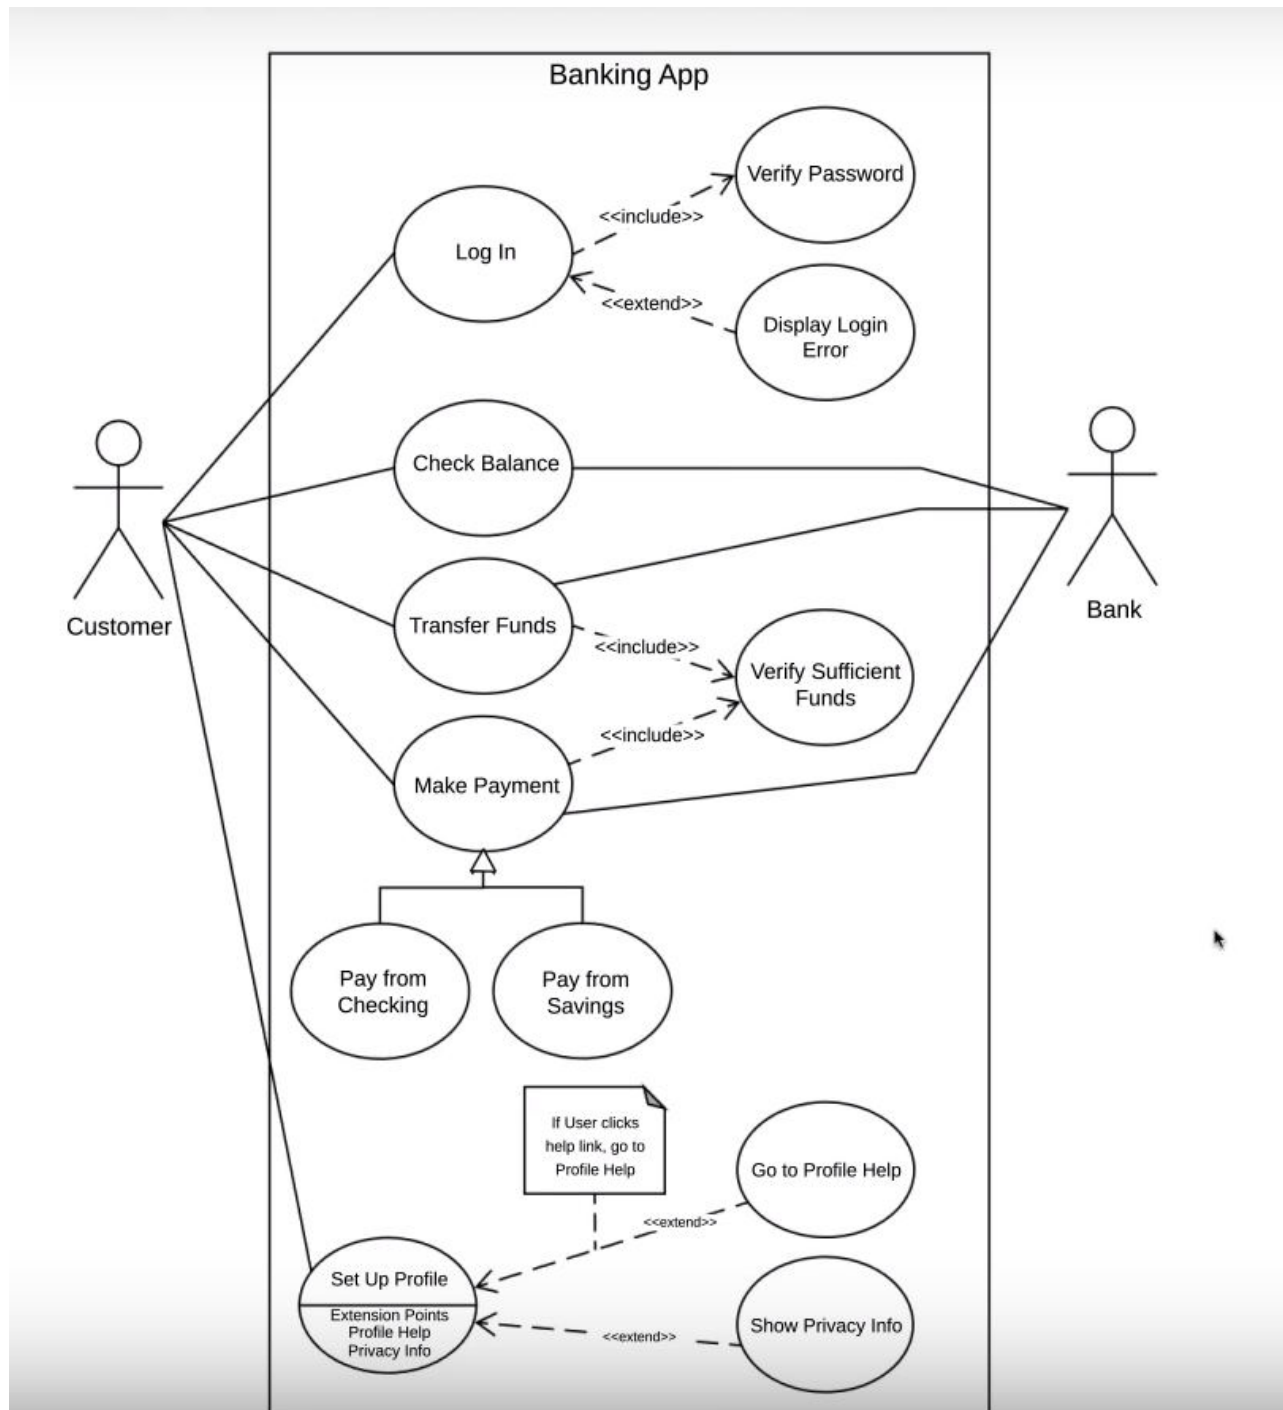 Banking App
Verify Password
<<include>>
Log In
<<extend>>
Display Login
Error
Check Balance
Customer
Bank
Transfer Funds
<<include>>
Verify Sufficient
Funds
<<include>>
Make Payment
Pay from
Checking
Pay from
Savings
If User clicks
help link, go to
Profile Help
Go to Profile Help
<<extend>>
Set Up Profile
Extension Points
Profile Help
Privacy Info
<<extend>>
Show Privacy Info